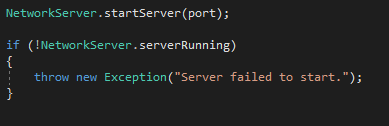 NetworkServer.startServer(port);
if (!NetworkServer.serverRunning)
{
throw new Exception("Server failed to start.");
}